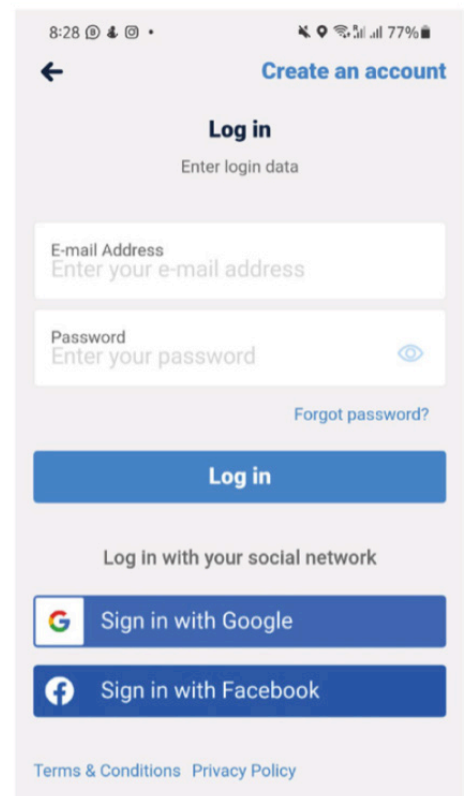 8:28 77%
Create an account
Log in
Enter login data
E-mail Address
Enter your e-mail address
Password
Enter your password
Forgot password?
Log in
Log in with your social network
Sign in with Google
Sign in with Facebook
Terms & Conditions Privacy Policy